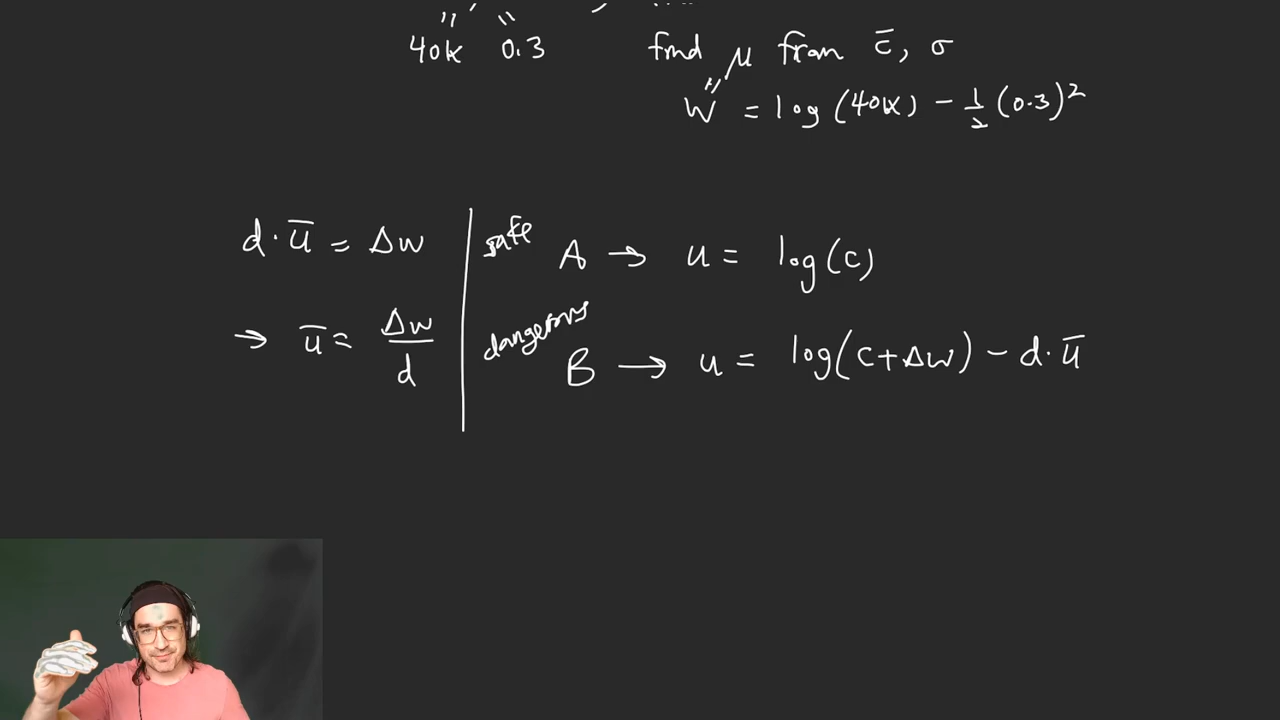 40k 0.3
find μ from c̄, σ
W = log(40k) − 1/2 (0.3)²
d·ū = Δw
⇒ ū = Δw/d
safe A → u = log(c)
dangerous B → u = log(c+Δw) − d·ū